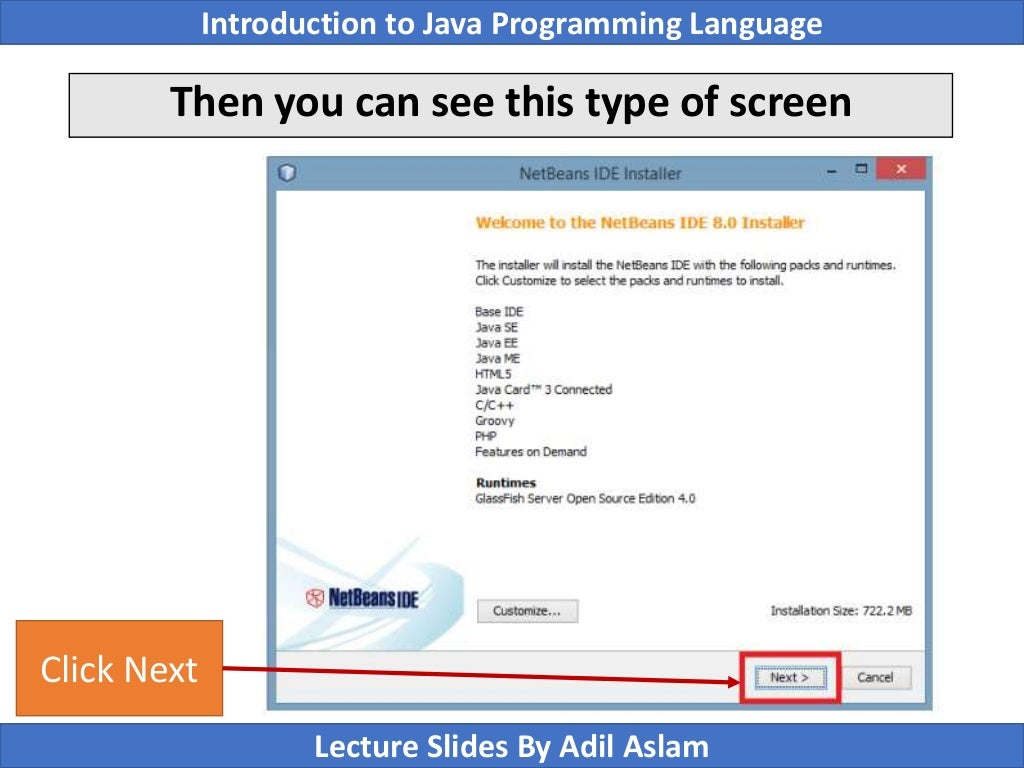 Introduction to Java Programming Language
Then you can see this type of screen
NetBeans IDE Installer
Welcome to the NetBeans IDE 8.0 Installer
The installer will install the NetBeans IDE with the following packs and runtimes.
Click Customize to select the packs and runtimes to install.
Base IDE
Java SE
Java EE
Java ME
HTML5
Java Card™ 3 Connected
C/C++
Groovy
PHP
Features on Demand
Runtimes
GlassFish Server Open Source Edition 4.0
NetBeans IDE
Customize...
Installation Size: 722.2 MB
Click Next
Next >
Cancel
Lecture Slides By Adil Aslam